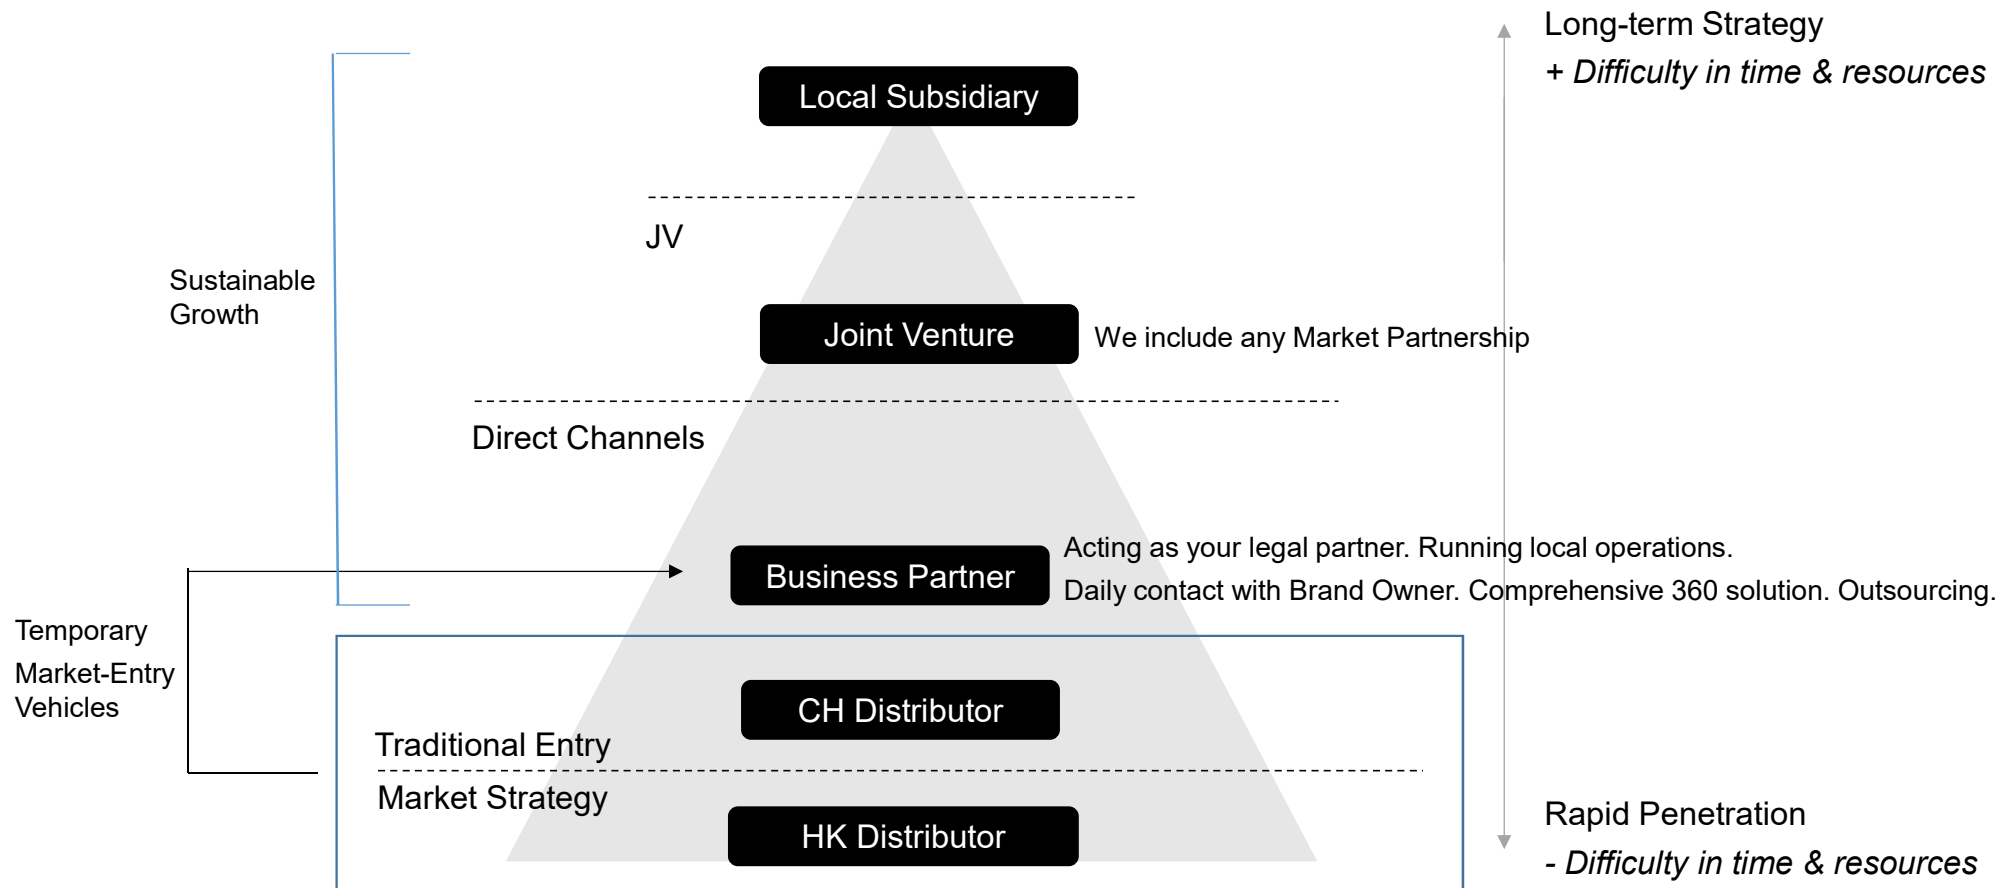 Long-term Strategy
+ Difficulty in time & resources
Local Subsidiary
JV
Sustainable
Growth
Joint Venture
We include any Market Partnership
Direct Channels
Business Partner
Acting as your legal partner. Running local operations.
Daily contact with Brand Owner. Comprehensive 360 solution. Outsourcing.
Temporary
Market-Entry
Vehicles
CH Distributor
Traditional Entry
Market Strategy
HK Distributor
Rapid Penetration
- Difficulty in time & resources